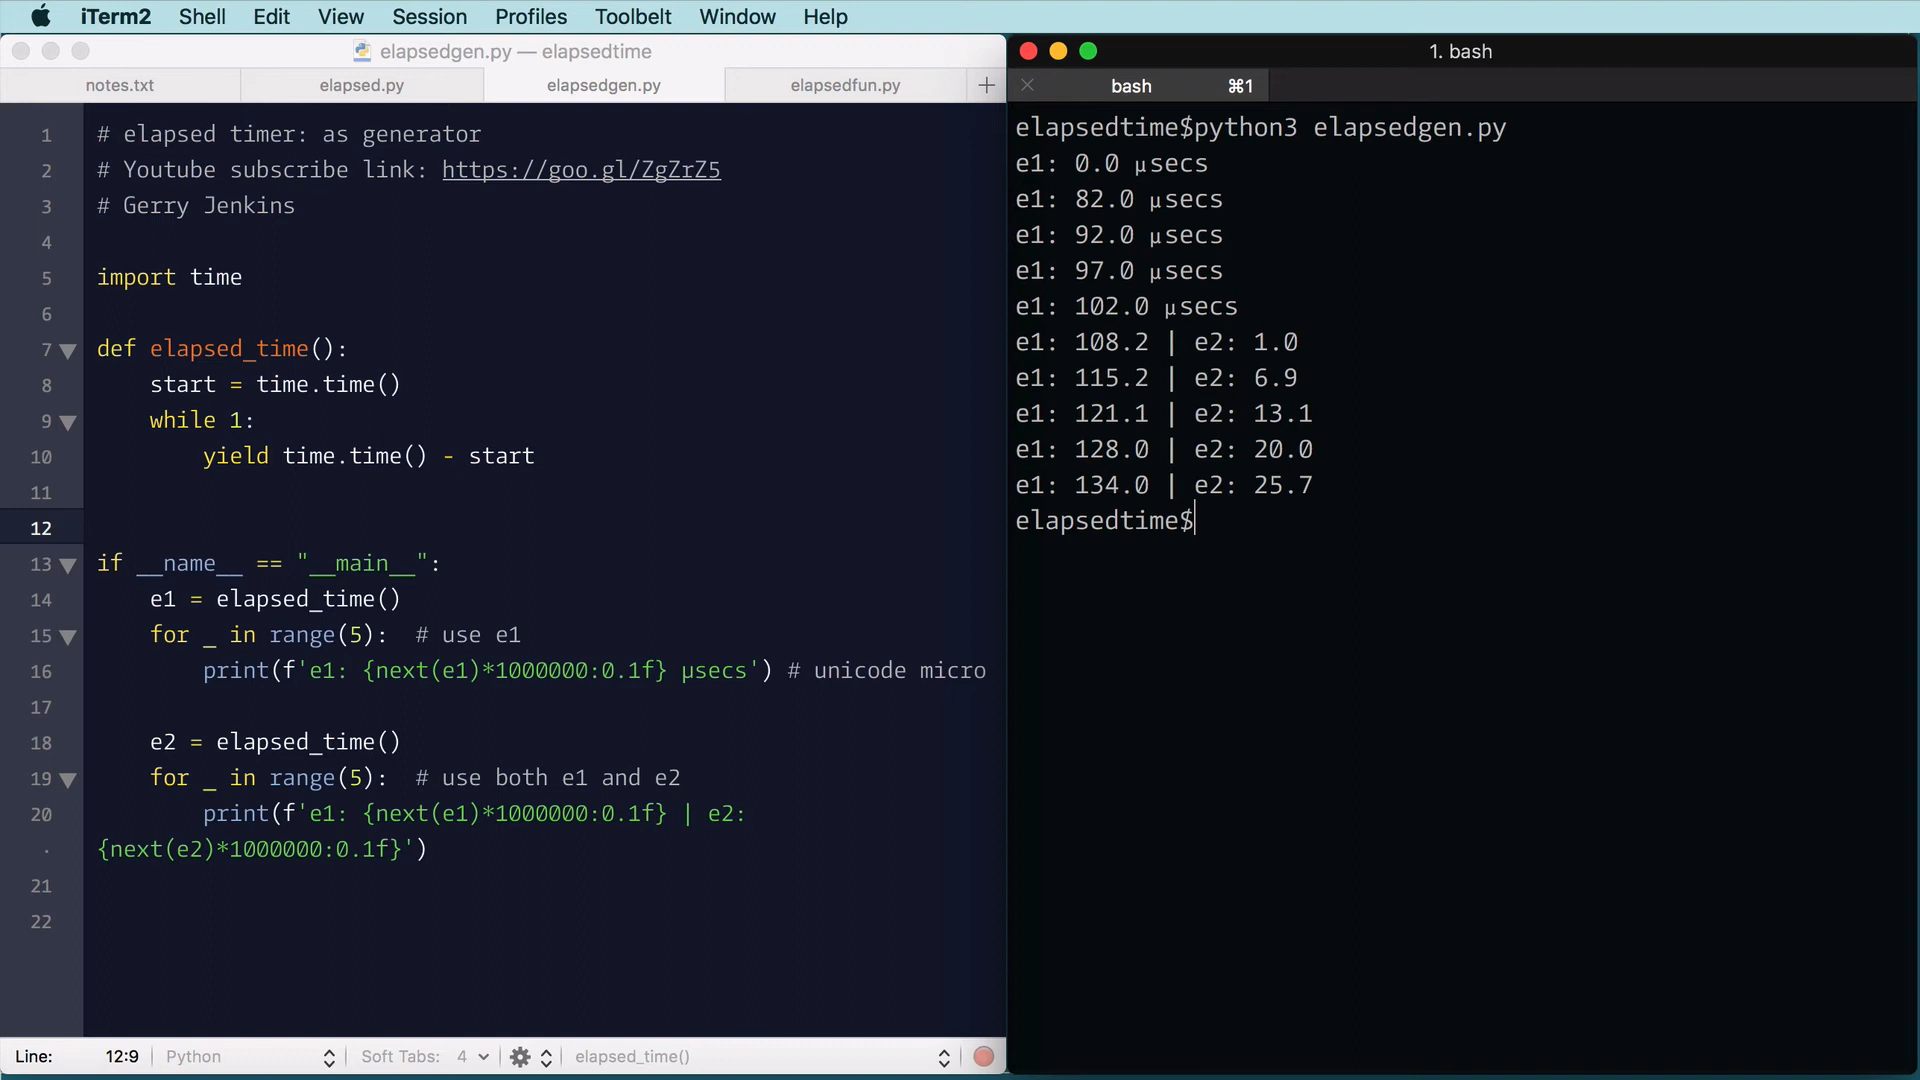 iTerm2 Shell Edit View Session Profiles Toolbelt Window Help
elapsedgen.py — elapsedtime
notes.txt elapsed.py elapsedgen.py elapsedfun.py +
1 # elapsed timer: as generator
2 # Youtube subscribe link: https://goo.gl/ZgZrZ5
3 # Gerry Jenkins
4
5 import time
6
7 def elapsed_time():
8 start = time.time()
9 while 1:
10 yield time.time() - start
11
12
13 if __name__ == "__main__":
14 e1 = elapsed_time()
15 for _ in range(5):  # use e1
16 print(f'e1: {next(e1)*1000000:0.1f} µsecs') # unicode micro
17
18 e2 = elapsed_time()
19 for _ in range(5):  # use both e1 and e2
20 print(f'e1: {next(e1)*1000000:0.1f} | e2:
· {next(e2)*1000000:0.1f}')
21
22
Line: 12:9 Python Soft Tabs: 4 elapsed_time()
1. bash
bash ⌘1
elapsedtime$python3 elapsedgen.py
e1: 0.0 µsecs
e1: 82.0 µsecs
e1: 92.0 µsecs
e1: 97.0 µsecs
e1: 102.0 µsecs
e1: 108.2 | e2: 1.0
e1: 115.2 | e2: 6.9
e1: 121.1 | e2: 13.1
e1: 128.0 | e2: 20.0
e1: 134.0 | e2: 25.7
elapsedtime$